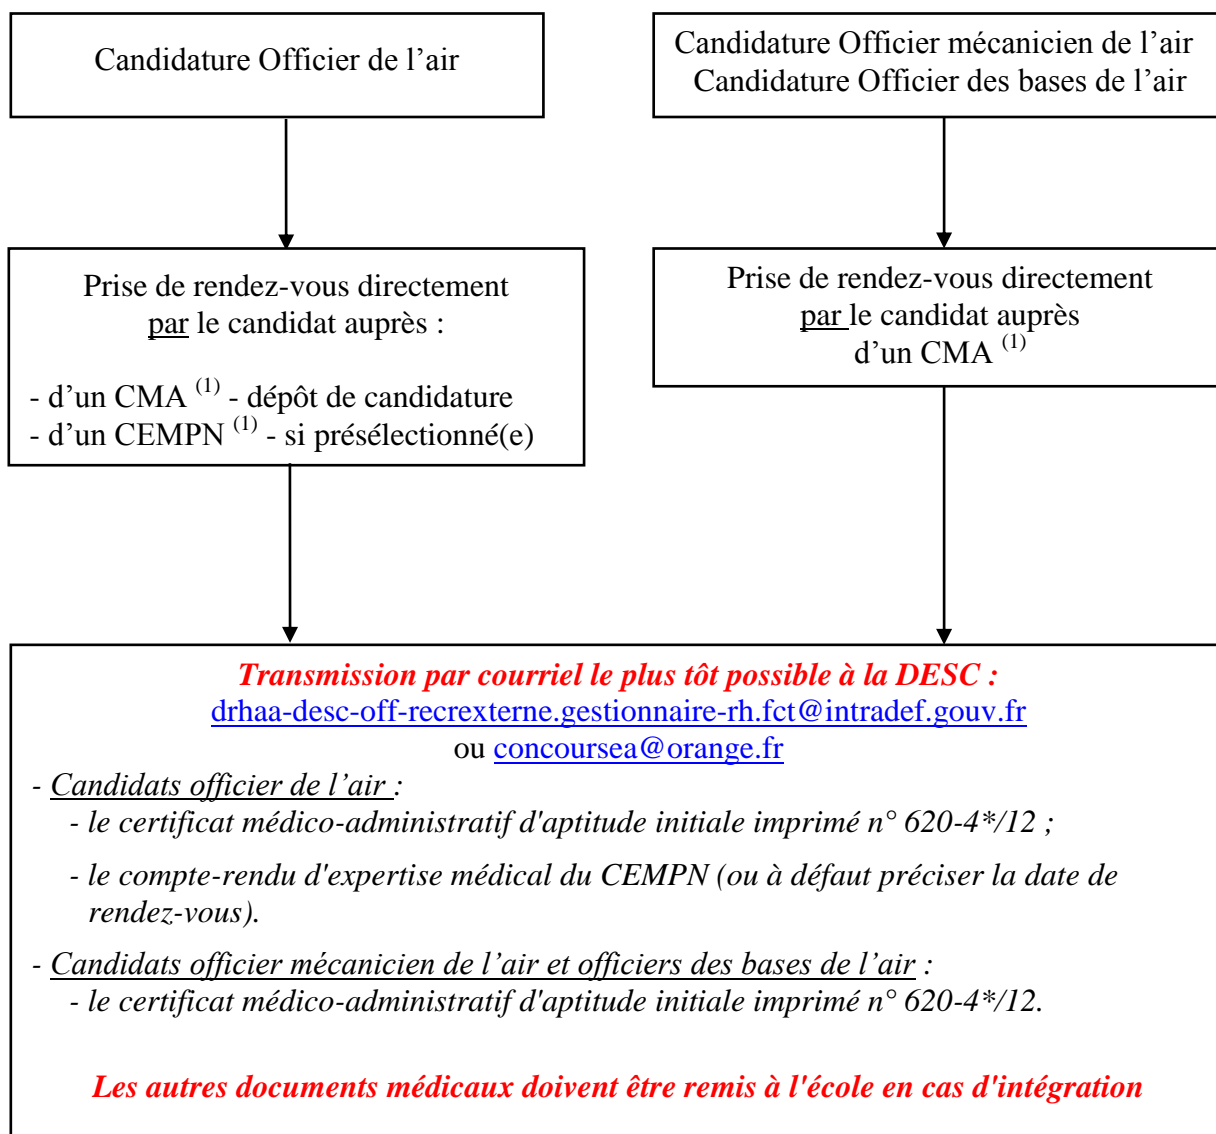 Candidature Officier de l’air
Candidature Officier mécanicien de l’air
Candidature Officier des bases de l’air
Prise de rendez-vous directement
par le candidat auprès :
- d’un CMA (1) - dépôt de candidature
- d’un CEMPN (1) - si présélectionné(e)
Prise de rendez-vous directement
par le candidat auprès
d’un CMA (1)
Transmission par courriel le plus tôt possible à la DESC :
drhaa-desc-off-recrexterne.gestionnaire-rh.fct@intradef.gouv.fr
ou concoursea@orange.fr
- Candidats officier de l’air :
- le certificat médico-administratif d'aptitude initiale imprimé n° 620-4*/12 ;
- le compte-rendu d'expertise médical du CEMPN (ou à défaut préciser la date de
rendez-vous).
- Candidats officier mécanicien de l’air et officiers des bases de l’air :
- le certificat médico-administratif d'aptitude initiale imprimé n° 620-4*/12.
Les autres documents médicaux doivent être remis à l'école en cas d'intégration